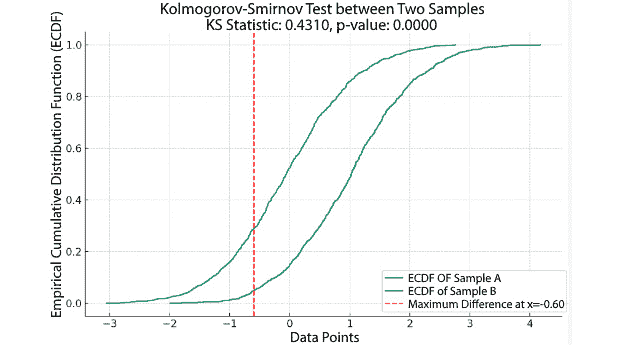 Kolmogorov-Smirnov Test between Two Samples
KS Statistic: 0.4310, p-value: 0.0000
Empirical Cumulative Distribution Function (ECDF)
1.0
0.8
0.6
0.4
0.2
0.0
ECDF OF Sample A
ECDF of Sample B
Maximum Difference at x=-0.60
−3 −2 −1 0 1 2 3 4
Data Points